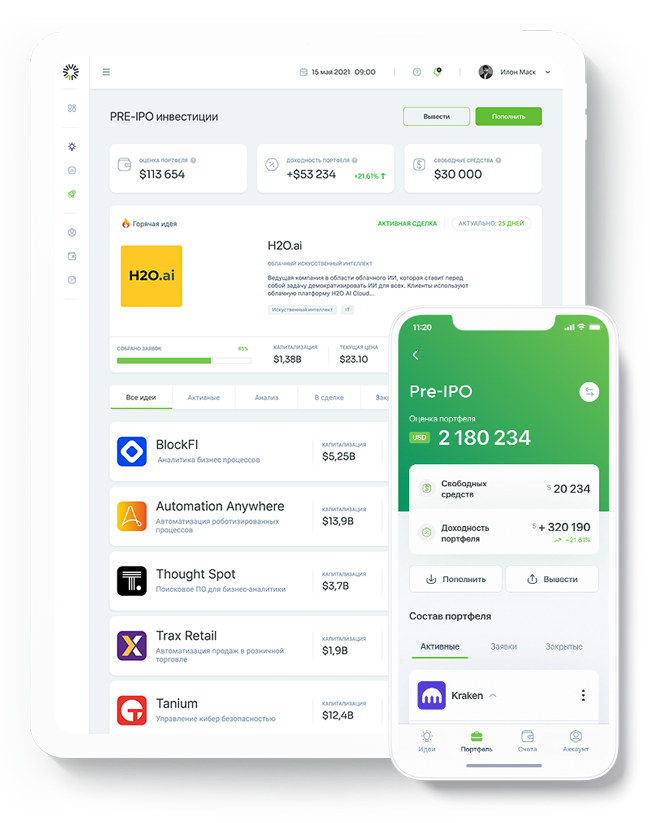 15 мая 2021 09:00
Илон Маск
PRE-IPO инвестиции
Вывести
Пополнить
ОЦЕНКА ПОРТФЕЛЯ
$113 654
ДОХОДНОСТЬ ПОРТФЕЛЯ
+$53 234
+21.61%
СВОБОДНЫЕ СРЕДСТВА
$30 000
Горячая идея
АКТИВНАЯ СДЕЛКА
АКТУАЛЬНО: 25 ДНЕЙ
H2O.ai
H2O.ai
ОБЛАЧНЫЙ ИСКУССТВЕННЫЙ ИНТЕЛЛЕКТ
Ведущая компания в области облачного ИИ, которая ставит перед
собой задачу демократизировать ИИ для всех. Клиенты используют
облачную платформу H2O AI Cloud...
Искуственный интеллект
IT
СОБРАНО ЗАЯВОК
65%
КАПИТАЛИЗАЦИЯ
$1,38B
ТЕКУЩАЯ ЦЕНА
$23.10
Все идеи
Активные
Анализ
В сделке
BlockFI
Аналитика бизнес процессов
КАПИТАЛИЗАЦИЯ
$5,25B
Automation Anywhere
Автоматизация роботизированных
процессов
КАПИТАЛИЗАЦИЯ
$13,9B
Thought Spot
Поисковое ПО для бизнес-аналитики
КАПИТАЛИЗАЦИЯ
$3,7B
Trax Retail
Автоматизация продаж в розничной
торговле
КАПИТАЛИЗАЦИЯ
$1,9B
Tanium
Управление кибер безопасностью
КАПИТАЛИЗАЦИЯ
$12,4B
11:20
Pre-IPO
Оценка портфеля
USD 2 180 234
Свободных
средств
$ 20 234
Доходность
портфеля
$ + 320 190
+21.61%
Пополнить
Вывести
Состав портфеля
Активные
Заявки
Закрытые
Kraken
Идеи
Портфель
Счета
Аккаунт